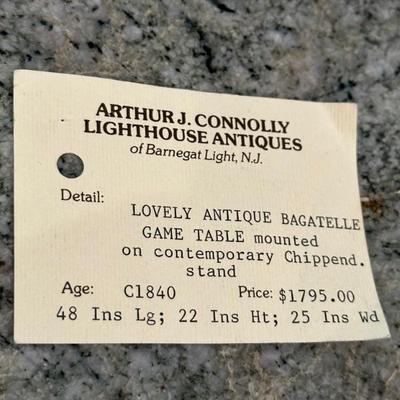 ARTHUR J. CONNOLLY
LIGHTHOUSE ANTIQUES
of Barnegat Light, N.J.
Detail:
LOVELY ANTIQUE BAGATELLE
GAME TABLE mounted
on contemporary Chippend.
stand
Age: C1840 Price: $1795.00
48 Ins Lg; 22 Ins Ht; 25 Ins Wd